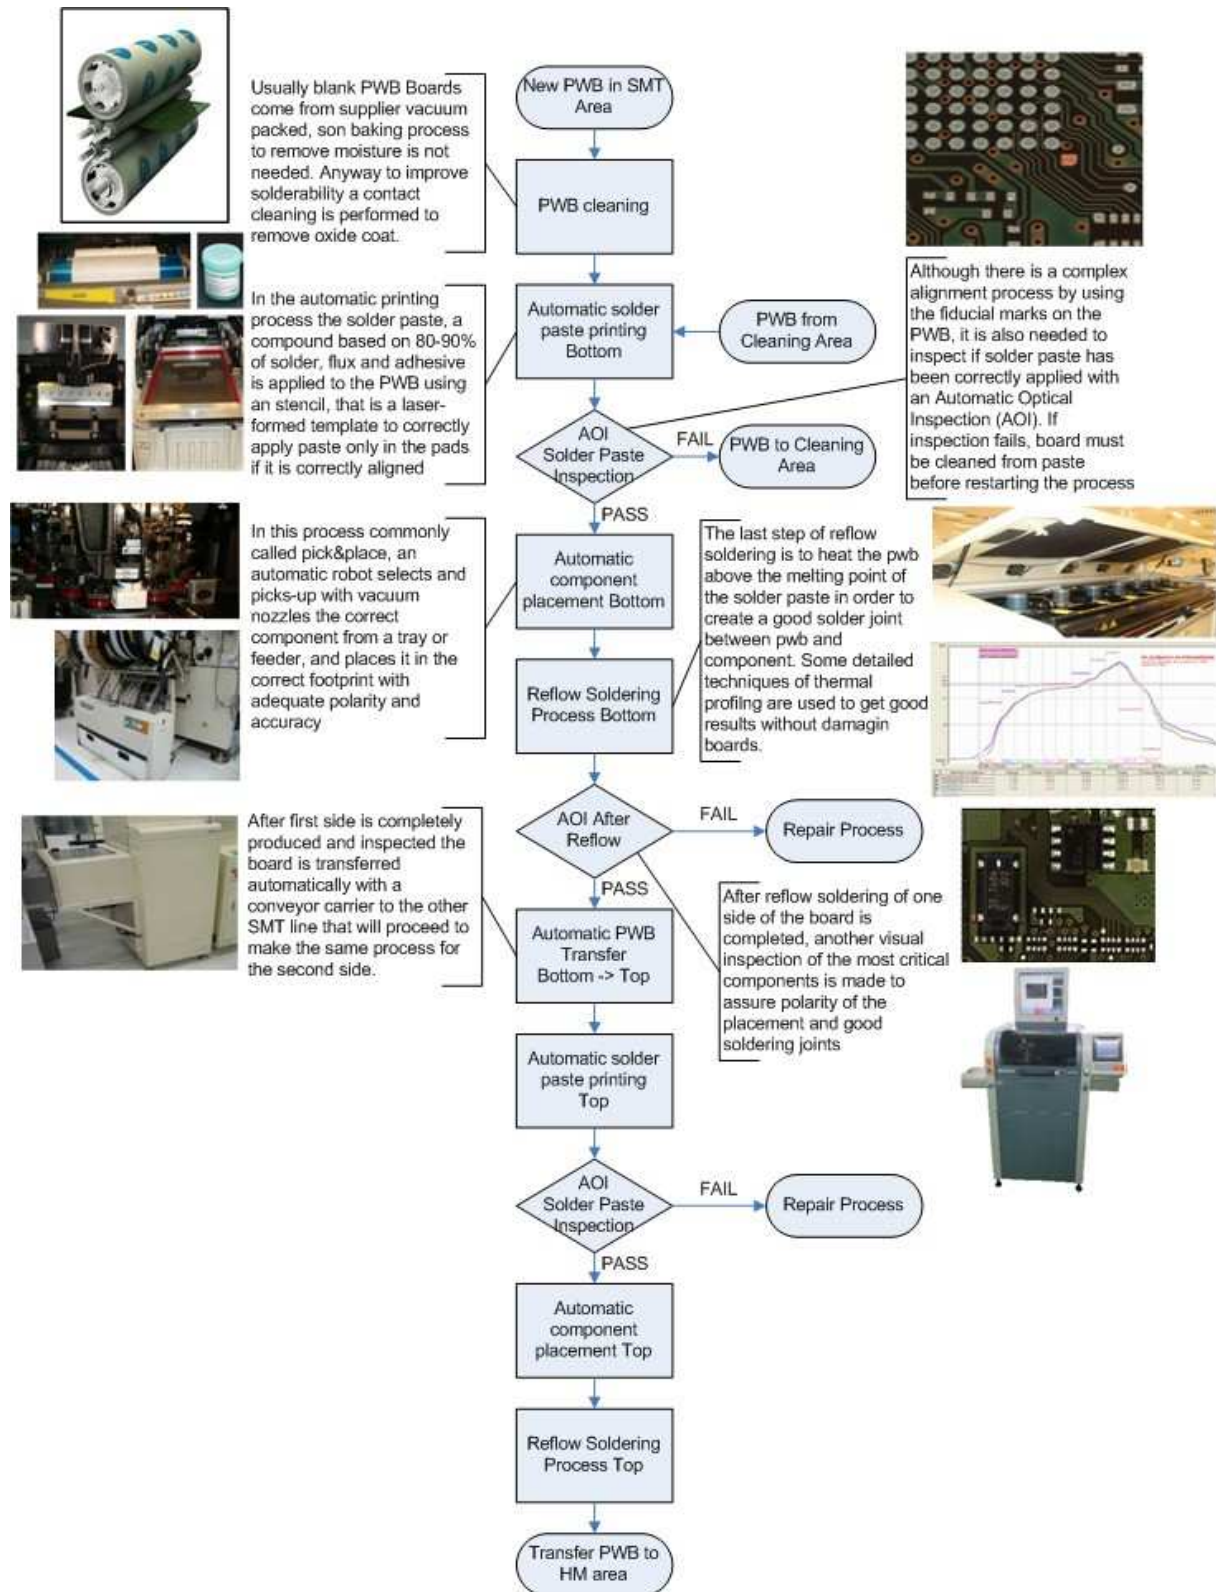 New PWB in SMT
Area
Usually blank PWB Boards
come from supplier vacuum
packed, son baking process
to remove moisture is not
needed. Anyway to improve
solderability a contact
cleaning is performed to
remove oxide coat.
PWB cleaning
In the automatic printing
process the solder paste, a
compound based on 80-90%
of solder, flux and adhesive
is applied to the PWB using
an stencil, that is a laser-
formed template to correctly
apply paste only in the pads
if it is correctly aligned
Automatic solder
paste printing
Bottom
PWB from
Cleaning Area
Although there is a complex
alignment process by using
the fiducial marks on the
PWB, it is also needed to
inspect if solder paste has
been correctly applied with
an Automatic Optical
Inspection (AOI). If
inspection fails, board must
be cleaned from paste
before restarting the process
AOI
Solder Paste
Inspection
FAIL
PWB to Cleaning
Area
PASS
In this process commonly
called pick&place, an
automatic robot selects and
picks-up with vacuum
nozzles the correct
component from a tray or
feeder, and places it in the
correct footprint with
adequate polarity and
accuracy
Automatic
component
placement Bottom
The last step of reflow
soldering is to heat the pwb
above the melting point of
the solder paste in order to
create a good solder joint
between pwb and
component. Some detailed
techniques of thermal
profilng are used to get good
results without damagin
boards.
Reflow Soldering
Process Bottom
AOI After
Reflow
FAIL
Repair Process
PASS
After first side is completely
produced and inspected the
board is transferred
automatically with a
conveyor carrier to the other
SMT line that will proceed to
make the same process for
the second side.
Automatic PWB
Transfer
Bottom -> Top
After reflow soldering of one
side of the board is
completed, another visual
inspection of the most critical
components is made to
assure polarity of the
placement and good
soldering joints
Automatic solder
paste printing
Top
AOI
Solder Paste
Inspection
FAIL
Repair Process
PASS
Automatic
component
placement Top
Reflow Soldering
Process Top
Transfer PWB to
HM area